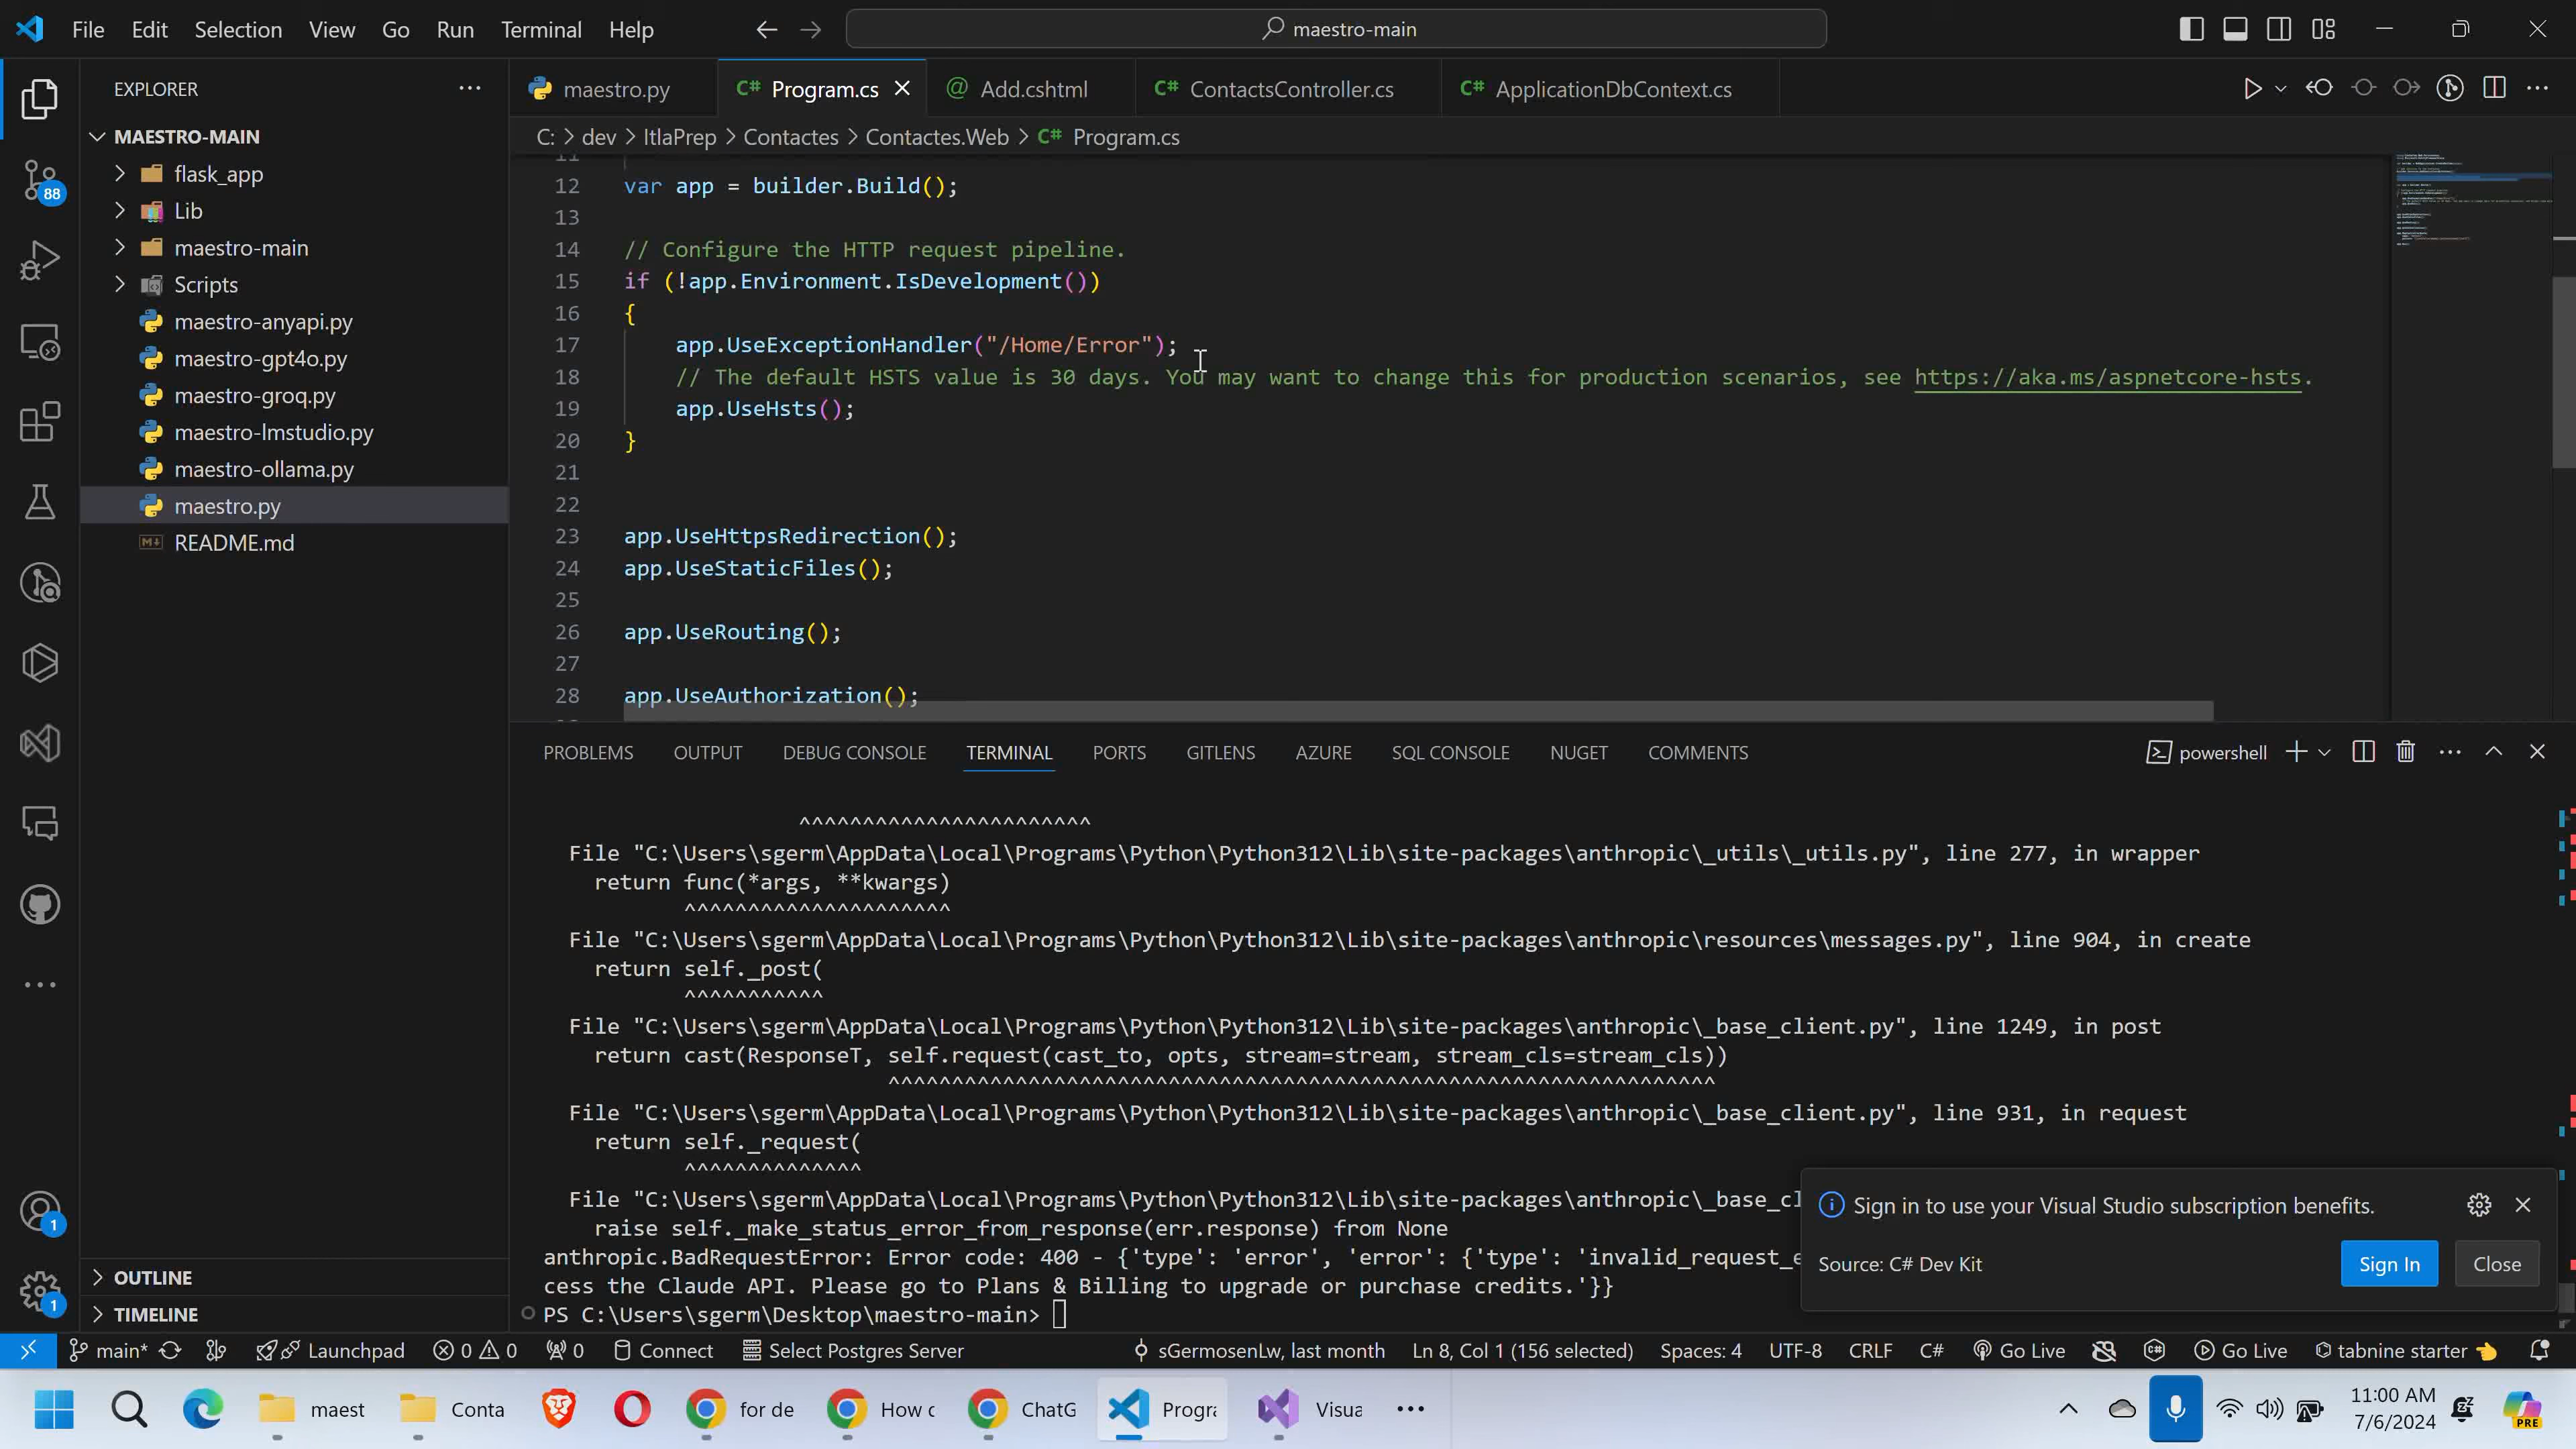 File Edit Selection View Go Run Terminal Help
maestro-main
EXPLORER
MAESTRO-MAIN
flask_app
Lib
maestro-main
Scripts
maestro-anyapi.py
maestro-gpt4o.py
maestro-groq.py
maestro-lmstudio.py
maestro-ollama.py
maestro.py
README.md
OUTLINE
TIMELINE
88
1
1
maestro.py C# Program.cs @ Add.cshtml C# ContactsController.cs C# ApplicationDbContext.cs
C: > dev > ItlaPrep > Contactes > Contactes.Web > C# Program.cs
11
12 var app = builder.Build();
13
14 // Configure the HTTP request pipeline.
15 if (!app.Environment.IsDevelopment())
16 {
17 app.UseExceptionHandler("/Home/Error");
18 // The default HSTS value is 30 days. You may want to change this for production scenarios, see https://aka.ms/aspnetcore-hsts.
19 app.UseHsts();
20 }
21
22
23 app.UseHttpsRedirection();
24 app.UseStaticFiles();
25
26 app.UseRouting();
27
28 app.UseAuthorization();
PROBLEMS OUTPUT DEBUG CONSOLE TERMINAL PORTS GITLENS AZURE SQL CONSOLE NUGET COMMENTS
powershell
^^^^^^^^^^^^^^^^^^^^^^^
File "C:\Users\sgerm\AppData\Local\Programs\Python\Python312\Lib\site-packages\anthropic\_utils\_utils.py", line 277, in wrapper
return func(*args, **kwargs)
^^^^^^^^^^^^^^^^^^^^^
File "C:\Users\sgerm\AppData\Local\Programs\Python\Python312\Lib\site-packages\anthropic\resources\messages.py", line 904, in create
return self._post(
^^^^^^^^^^^
File "C:\Users\sgerm\AppData\Local\Programs\Python\Python312\Lib\site-packages\anthropic\_base_client.py", line 1249, in post
return cast(ResponseT, self.request(cast_to, opts, stream=stream, stream_cls=stream_cls))
^^^^^^^^^^^^^^^^^^^^^^^^^^^^^^^^^^^^^^^^^^^^^^^^^^^^^^^^^^^^^^^^^
File "C:\Users\sgerm\AppData\Local\Programs\Python\Python312\Lib\site-packages\anthropic\_base_client.py", line 931, in request
return self._request(
^^^^^^^^^^^^^^
File "C:\Users\sgerm\AppData\Local\Programs\Python\Python312\Lib\site-packages\anthropic\_base_cl
raise self._make_status_error_from_response(err.response) from None
anthropic.BadRequestError: Error code: 400 - {'type': 'error', 'error': {'type': 'invalid_request_e
cess the Claude API. Please go to Plans & Billing to upgrade or purchase credits.'}}
PS C:\Users\sgerm\Desktop\maestro-main>
Sign in to use your Visual Studio subscription benefits.
Source: C# Dev Kit
Sign In
Close
main* Launchpad 0 0 0 Connect Select Postgres Server sGermosenLw, last month Ln 8, Col 1 (156 selected) Spaces: 4 UTF-8 CRLF C# Go Live Go Live tabnine starter
maest Conta for de How c ChatG Progra Visua
11:00 AM
7/6/2024
PRE